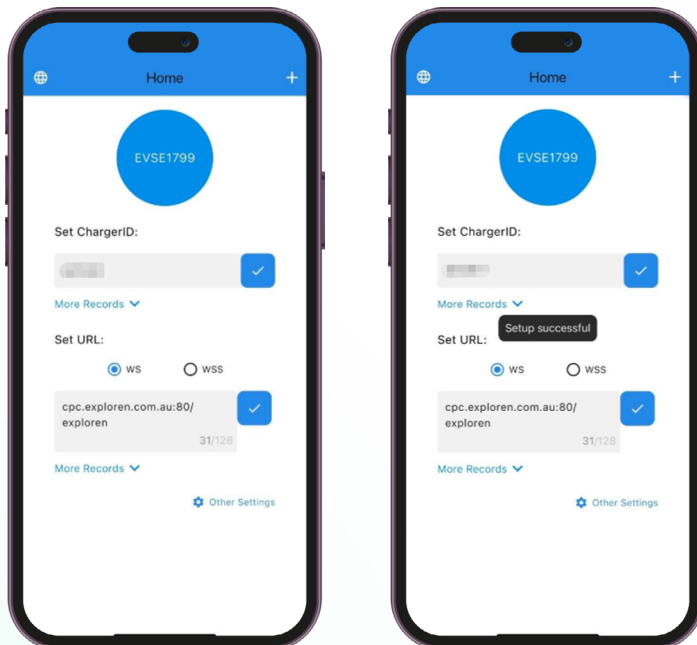 Home
EVSE1799
Set ChargerID:
More Records
Set URL:
WS
WSS
cpc.exploren.com.au:80/
exploren
31/128
More Records
Other Settings
Home
EVSE1799
Set ChargerID:
More Records
Setup successful
Set URL:
WS
WSS
cpc.exploren.com.au:80/
exploren
31/128
More Records
Other Settings